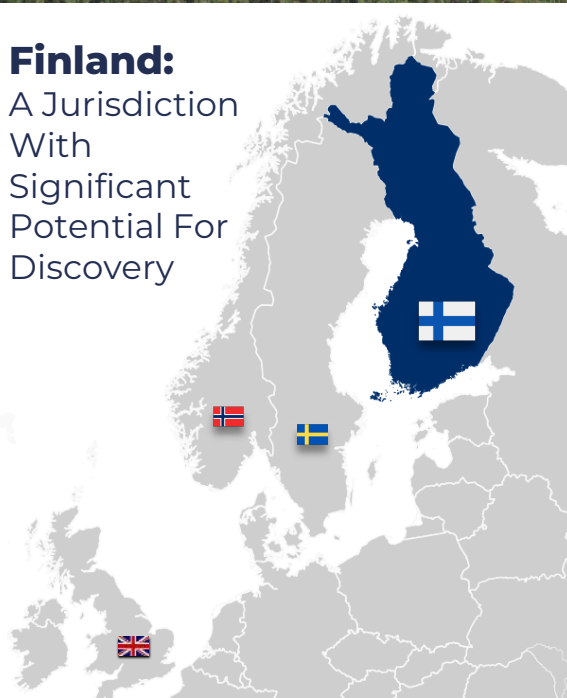 Finland:
A Jurisdiction
With
Significant
Potential For
Discovery